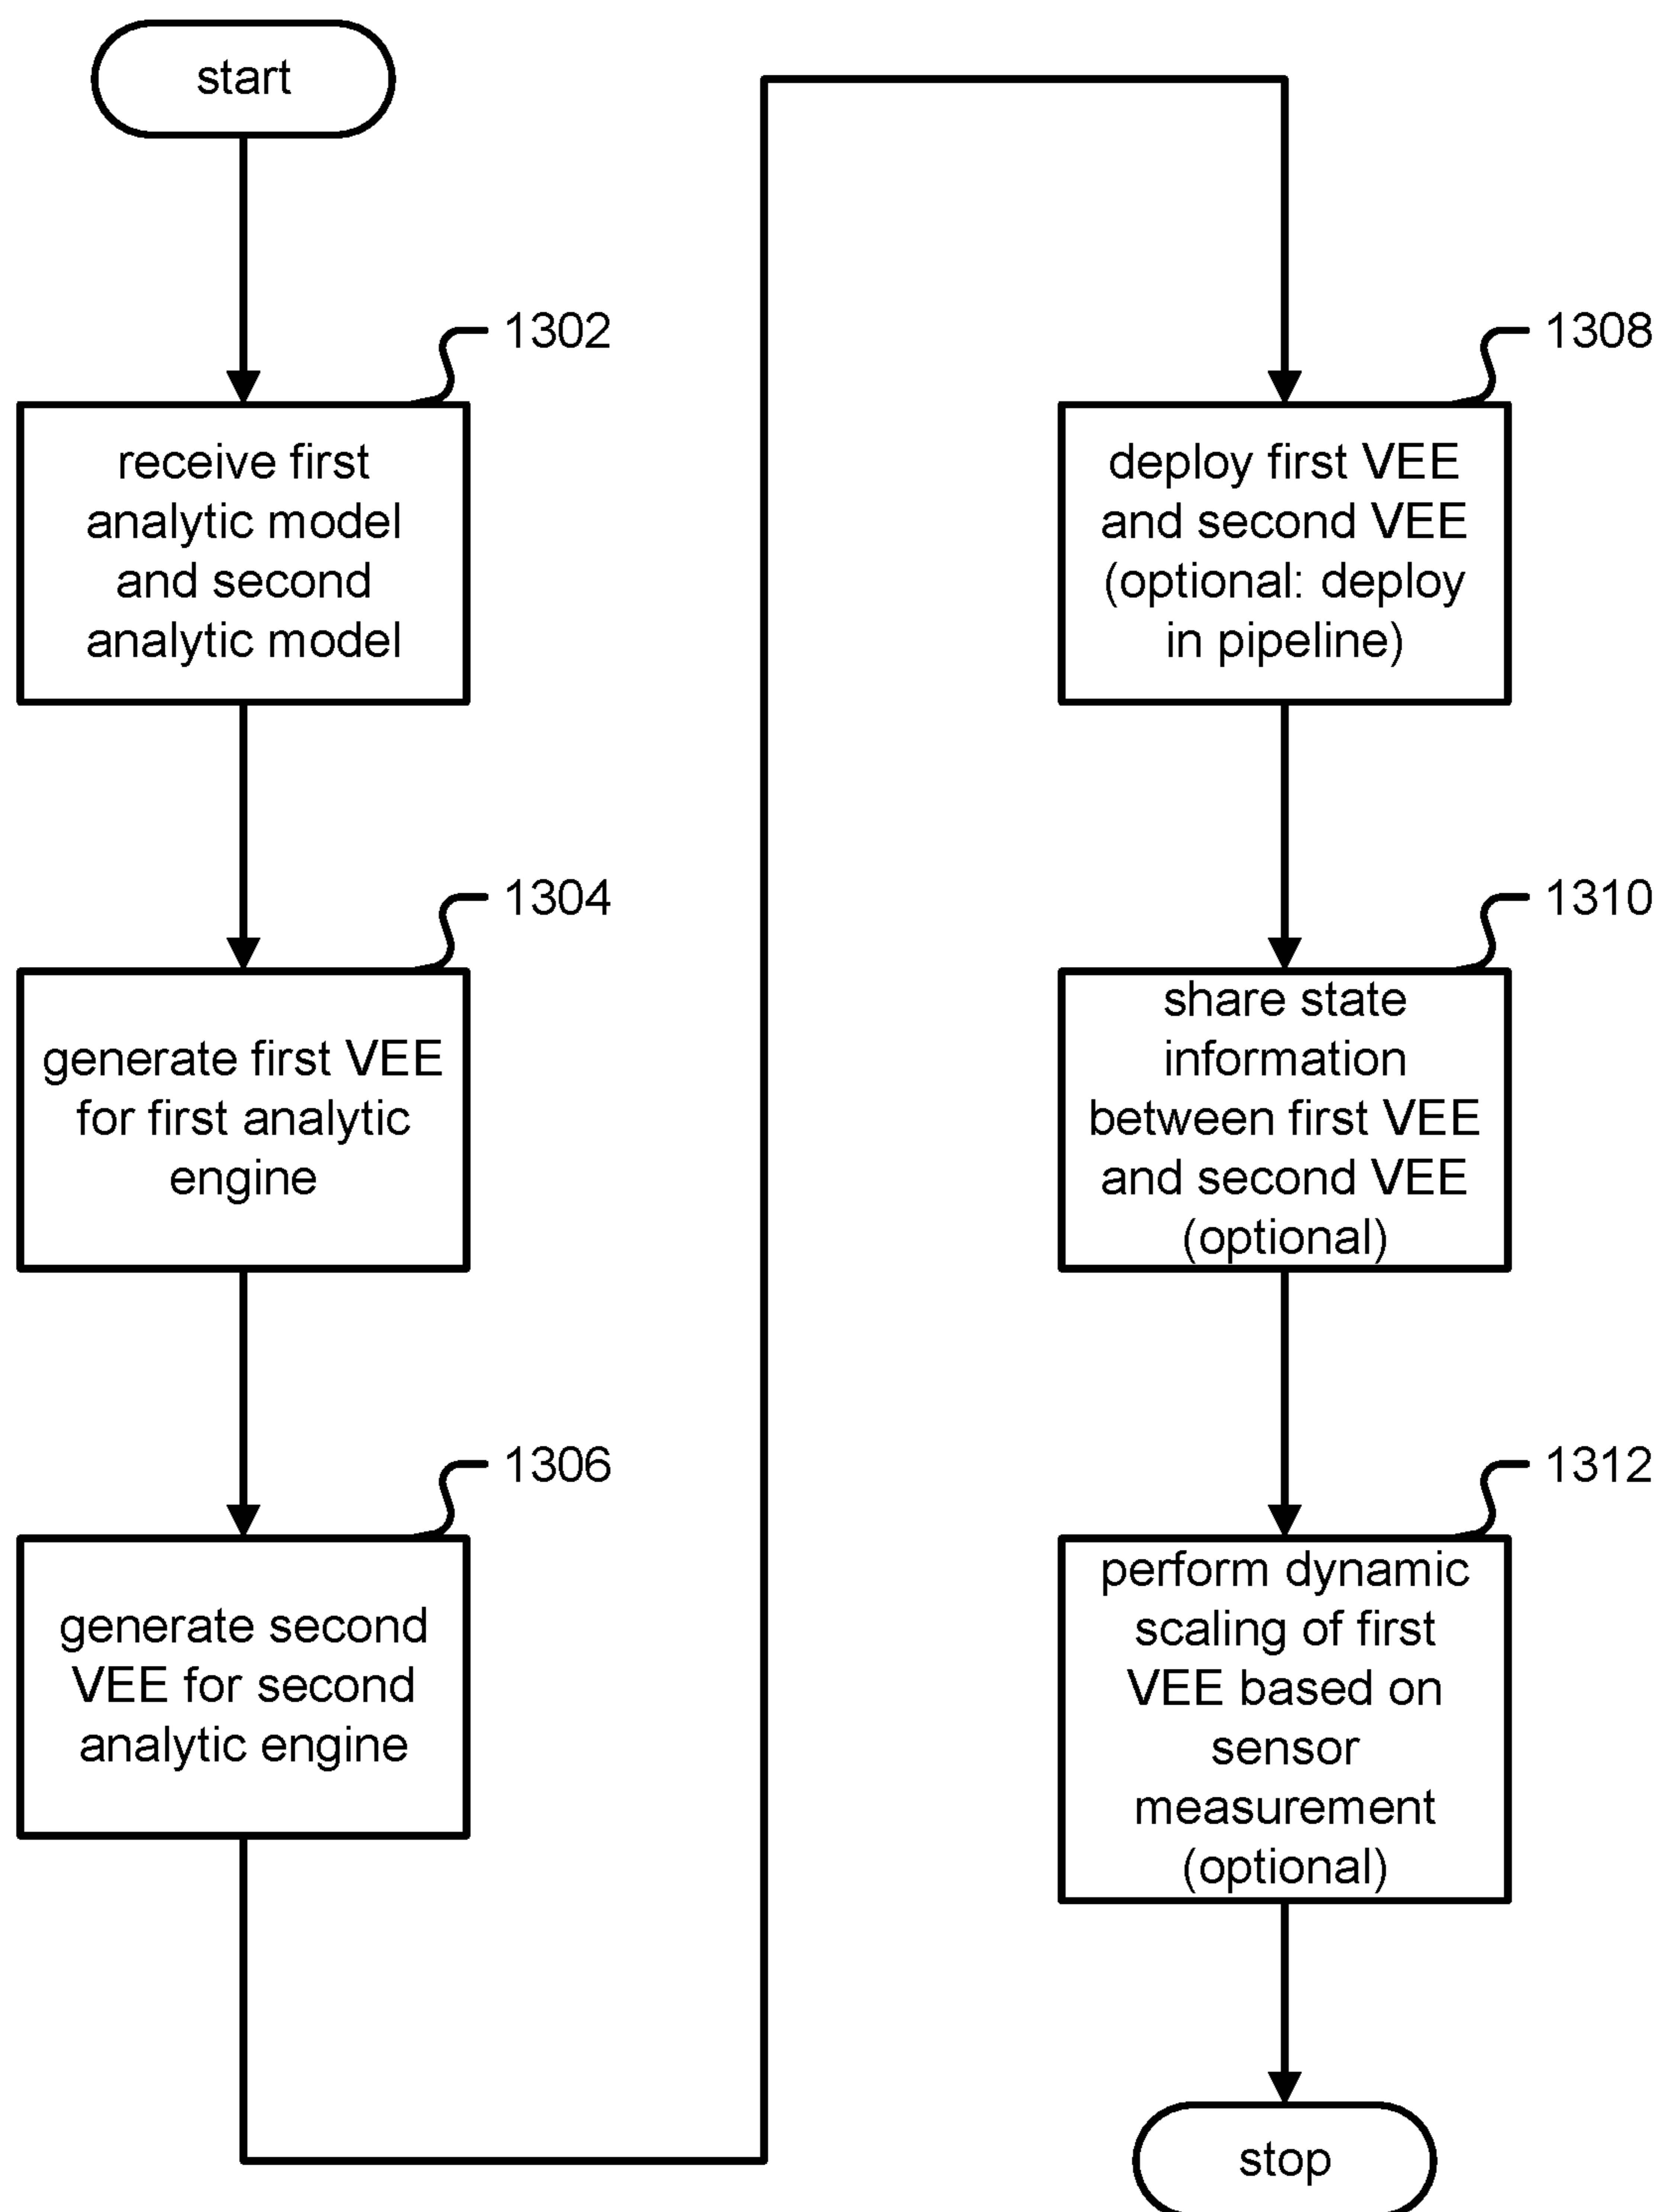 start
1302
receive first
analytic model
and second
analytic model
1304
generate first VEE
for first analytic
engine
1306
generate second
VEE for second
analytic engine
1308
deploy first VEE
and second VEE
(optional: deploy
in pipeline)
1310
share state
information
between first VEE
and second VEE
(optional)
1312
perform dynamic
scaling of first
VEE based on
sensor
measurement
(optional)
stop